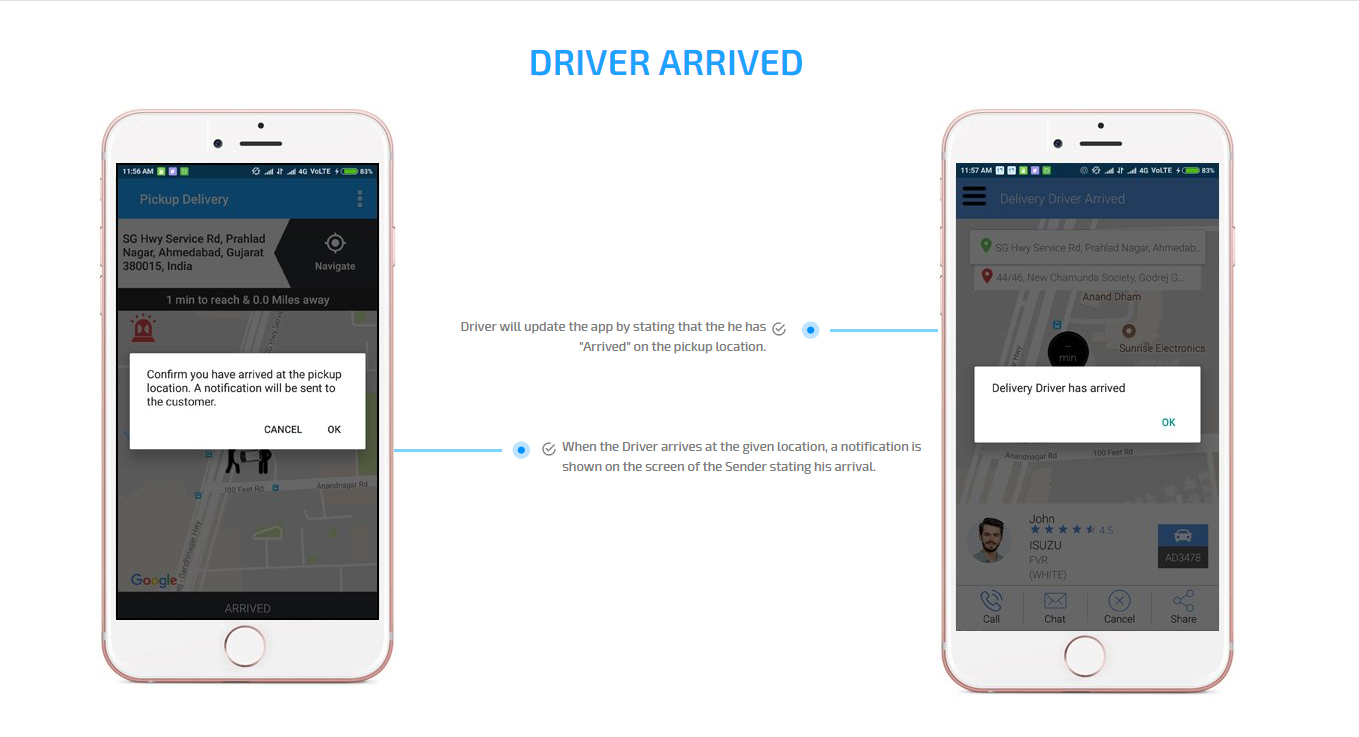 DRIVER ARRIVED
11:56 AM
4G VoLTE
83%
Pickup Delivery
SG Hwy Service Rd, Prahlad
Nagar, Ahmedabad, Gujarat
380015, India
Navigate
1 min to reach & 0.0 Miles away
SG Hwy Service
Confirm you have arrived at the pickup
location. A notification will be sent to
the customer.
CANCEL OK
100 Feet Rd
Anandnagar Rd
Gandhinagar Hwy
Google
ARRIVED
Driver will update the app by stating that the he has
"Arrived" on the pickup location.
When the Driver arrives at the given location, a notification is
shown on the screen of the Sender stating his arrival.
11:57 AM
4G VoLTE
83%
Delivery Driver Arrived
SG Hwy Service Rd, Prahlad Nagar, Ahmedab...
44/46, New Chamunda Society, Godrej G...
Anand Dham
--
min
Sunrise Electronics
Hwy
Delivery Driver has arrived
OK
Anandnagar Rd
100 Feet Rd
John
4.5
ISUZU
FVR
(WHITE)
AD3478
Call
Chat
Cancel
Share